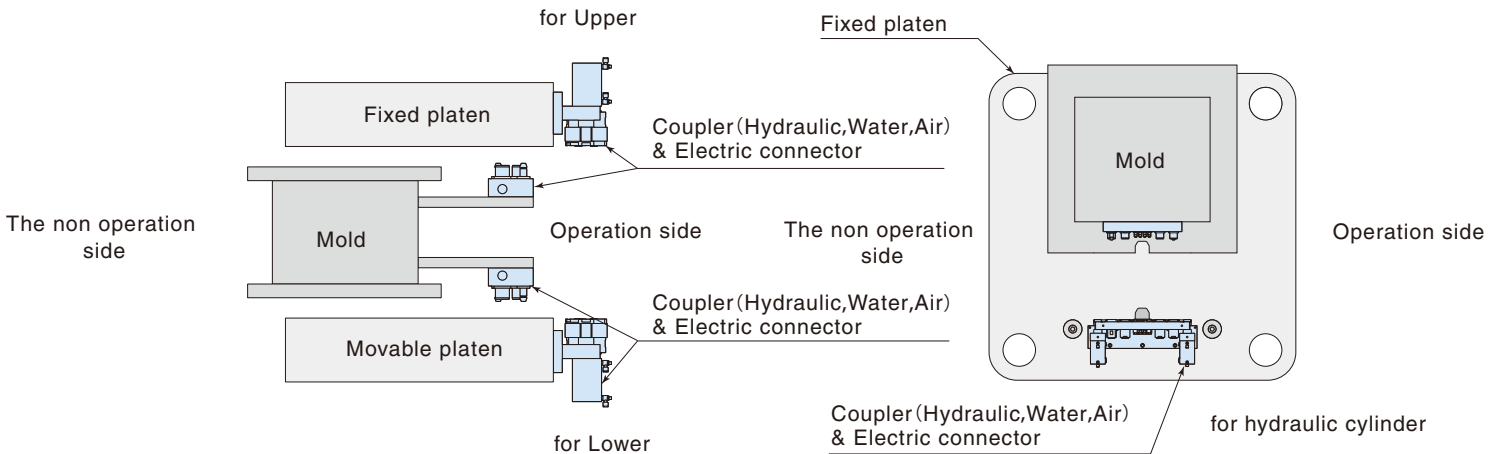 for Upper
Fixed platen
Coupler(Hydraulic,Water,Air)
& Electric connector
The non operation
side
Mold
Operation side
Coupler(Hydraulic,Water,Air)
& Electric connector
Movable platen
for Lower
Fixed platen
Mold
The non operation
side
Operation side
Coupler(Hydraulic,Water,Air)
& Electric connector
for hydraulic cylinder